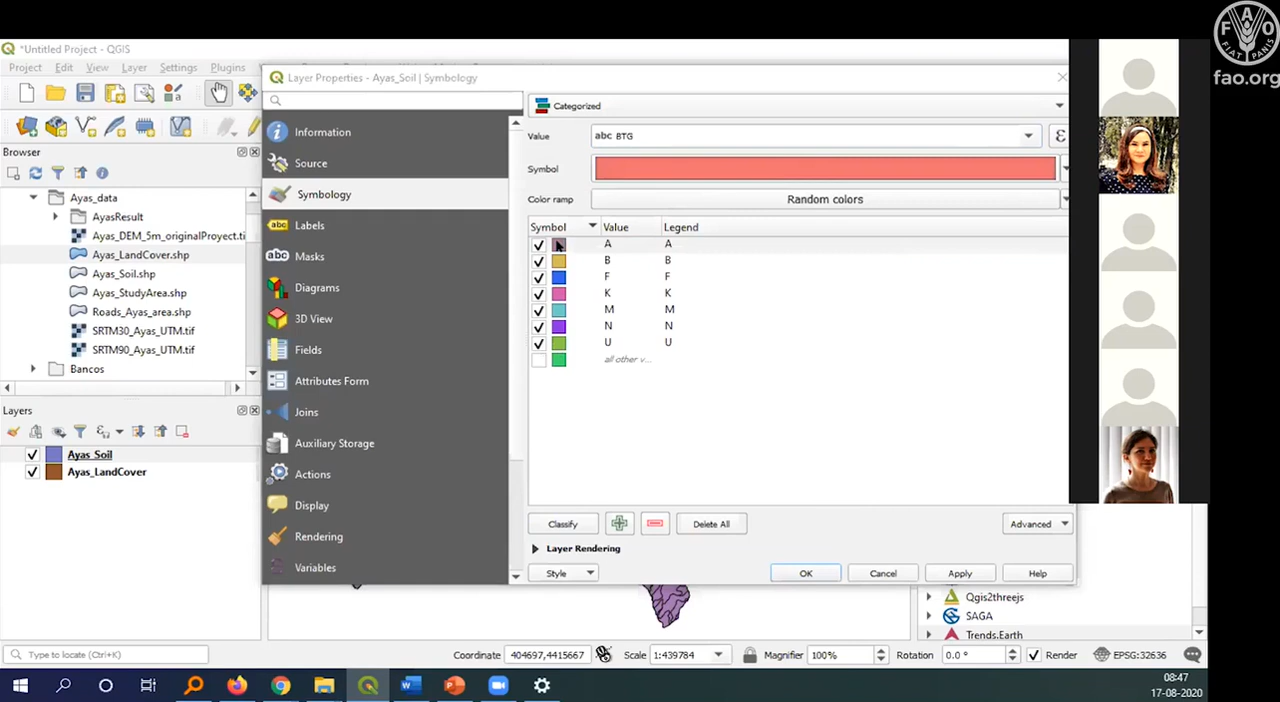 FAO
FIAT PANIS
fao.org
*Untitled Project - QGIS
Project Edit View Layer Settings Plugins
Layer Properties - Ayas_Soil | Symbology
Browser
Ayas_data
AyasResult
Ayas_DEM_5m_originalProyect.ti
Ayas_LandCover.shp
Ayas_Soil.shp
Ayas_StudyArea.shp
Roads_Ayas_area.shp
SRTM30_Ayas_UTM.tif
SRTM90_Ayas_UTM.tif
Bancos
Layers
Ayas_Soil
Ayas_LandCover
Information
Source
Symbology
abc Labels
abc Masks
Diagrams
3D View
Fields
Attributes Form
Joins
Auxiliary Storage
Actions
Display
Rendering
Variables
Categorized
Value abc BTG ε
Symbol
Color ramp Random colors
Symbol Value Legend
A A
B B
F F
K K
M M
N N
U U
all other v...
Classify Delete All Advanced
Layer Rendering
Style OK Cancel Apply Help
Qgis2threejs
SAGA
Trends.Earth
Type to locate (Ctrl+K) Coordinate 404697,4415667 Scale 1:439784 Magnifier 100% Rotation 0.0 ° Render EPSG:32636
08:47
17-08-2020